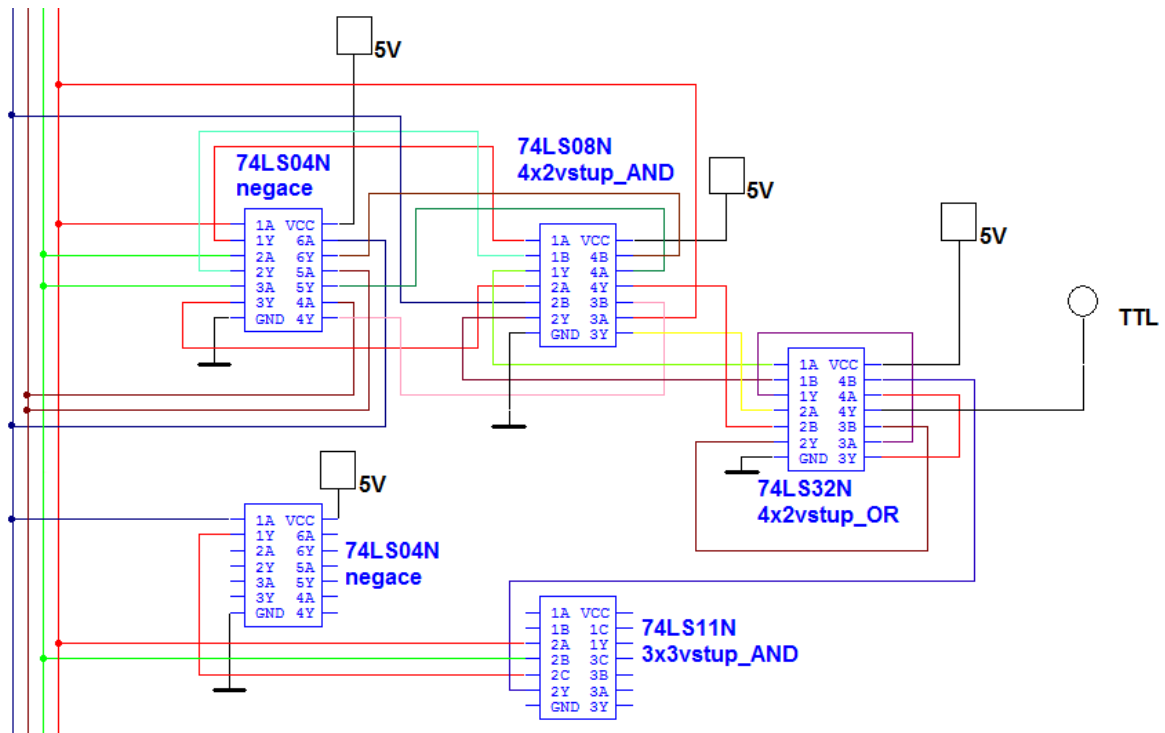 5V
74LS04N
negace
1A VCC
1Y 6A
2A 6Y
2Y 5A
3A 5Y
3Y 4A
GND 4Y
74LS08N
4x2vstup_AND
5V
1A VCC
1B 4B
1Y 4A
2A 4Y
2B 3B
2Y 3A
GND 3Y
5V
TTL
1A VCC
1B 4B
1Y 4A
2A 4Y
2B 3B
2Y 3A
GND 3Y
74LS32N
4x2vstup_OR
5V
1A VCC
1Y 6A
2A 6Y
2Y 5A
3A 5Y
3Y 4A
GND 4Y
74LS04N
negace
1A VCC
1B 1C
2A 1Y
2B 3C
2C 3B
2Y 3A
GND 3Y
74LS11N
3x3vstup_AND